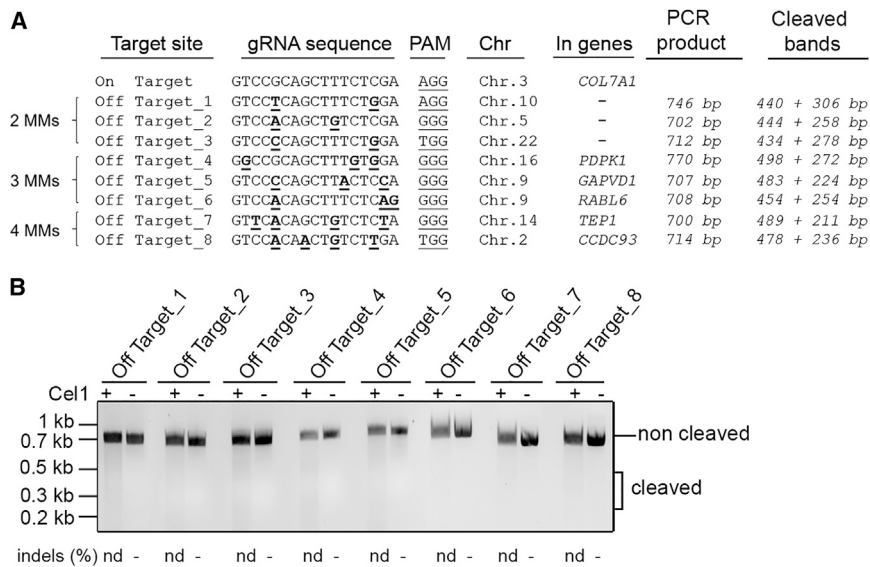 A
Target site gRNA sequence PAM Chr In genes PCR product Cleaved bands
On Target GTCCGCAGCTTTCTCGA AGG Chr.3 COL7A1
2 MMs
Off Target_1 GTCCTCAGCTTTCTGGA AGG Chr.10 - 746 bp 440 + 306 bp
Off Target_2 GTCCACAGCTGTCTCGA GGG Chr.5 - 702 bp 444 + 258 bp
Off Target_3 GTCCCCAGCTTTCTGGA TGG Chr.22 - 712 bp 434 + 278 bp
3 MMs
Off Target_4 GGCCGCAGCTTTGTGGA GGG Chr.16 PDPK1 770 bp 498 + 272 bp
Off Target_5 GTCCCCAGCTTACTCCA GGG Chr.9 GAPVD1 707 bp 483 + 224 bp
Off Target_6 GTCCACAGCTTTCTCAG GGG Chr.9 RABL6 708 bp 454 + 254 bp
4 MMs
Off Target_7 GTTCACAGCTGTCTCTA GGG Chr.14 TEP1 700 bp 489 + 211 bp
Off Target_8 GTCCACAACTGTCTTGA TGG Chr.2 CCDC93 714 bp 478 + 236 bp
B
Off Target_1 Off Target_2 Off Target_3 Off Target_4 Off Target_5 Off Target_6 Off Target_7 Off Target_8
Cel1 + - + - + - + - + - + - + - + -
1 kb
0.7 kb
0.5 kb
0.3 kb
0.2 kb
non cleaved
cleaved
indels (%) nd - nd - nd - nd - nd - nd - nd - nd -